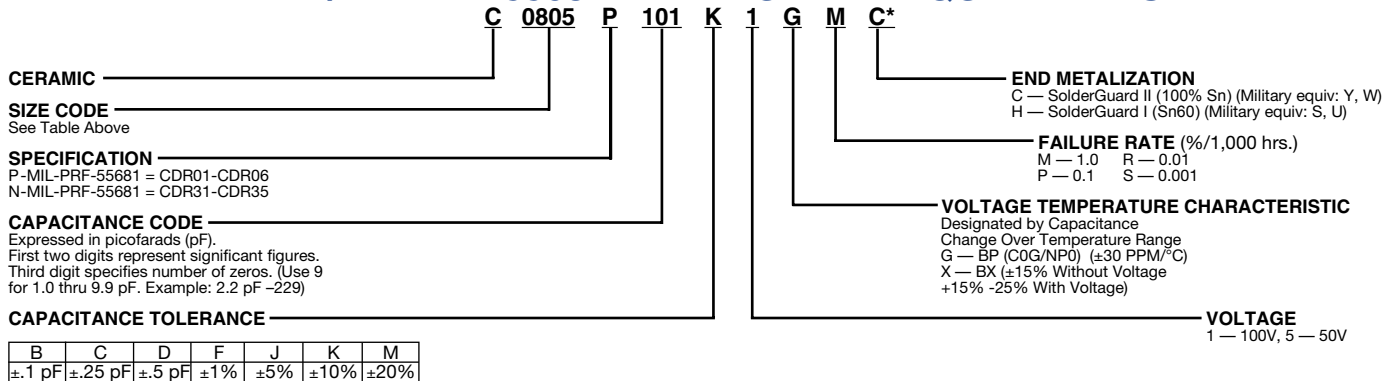 C 0805 P 101 K 1 G M C*
CERAMIC
SIZE CODE
See Table Above
SPECIFICATION
P-MIL-PRF-55681 = CDR01-CDR06
N-MIL-PRF-55681 = CDR31-CDR35
CAPACITANCE CODE
Expressed in picofarads (pF).
First two digits represent significant figures.
Third digit specifies number of zeros. (Use 9
for 1.0 thru 9.9 pF. Example: 2.2 pF –229)
CAPACITANCE TOLERANCE
B C D F J K M
±.1 pF ±.25 pF ±.5 pF ±1% ±5% ±10% ±20%
END METALIZATION
C — SolderGuard II (100% Sn) (Military equiv: Y, W)
H — SolderGuard I (Sn60) (Military equiv: S, U)
FAILURE RATE (%/1,000 hrs.)
M — 1.0 R — 0.01
P — 0.1 S — 0.001
VOLTAGE TEMPERATURE CHARACTERISTIC
Designated by Capacitance
Change Over Temperature Range
G — BP (C0G/NP0) (±30 PPM/°C)
X — BX (±15% Without Voltage
+15% -25% With Voltage)
VOLTAGE
1 — 100V, 5 — 50V